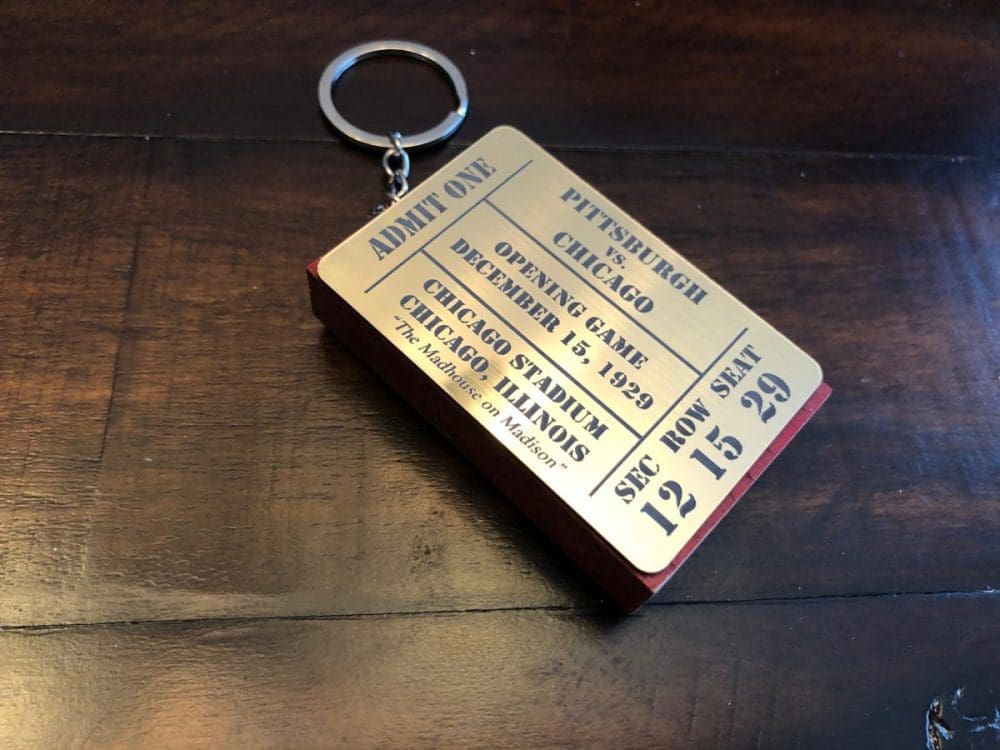 ADMIT ONE
PITTSBURGH
vs.
CHICAGO
OPENING GAME
DECEMBER 15, 1929
CHICAGO STADIUM
CHICAGO, ILLINOIS
"The Madhouse on Madison"
SEC ROW SEAT
12 15 29